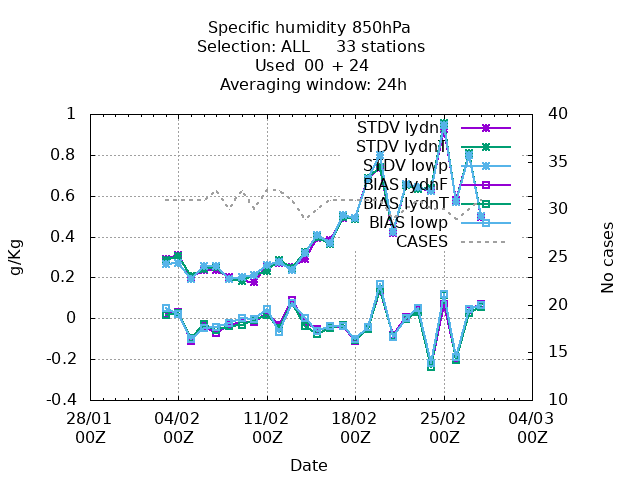 Specific humidity 850hPa
Selection: ALL 33 stations
Used 00 + 24
Averaging window: 24h
1
0.8
0.6
0.4
0.2
0
-0.2
-0.4
40
35
30
25
20
15
10
g/Kg
No cases
STDV lydnF
STDV lydnT
STDV lowp
BIAS lydnF
BIAS lydnT
BIAS lowp
CASES
28/01 04/02 11/02 18/02 25/02 04/03
00Z 00Z 00Z 00Z 00Z 00Z
Date